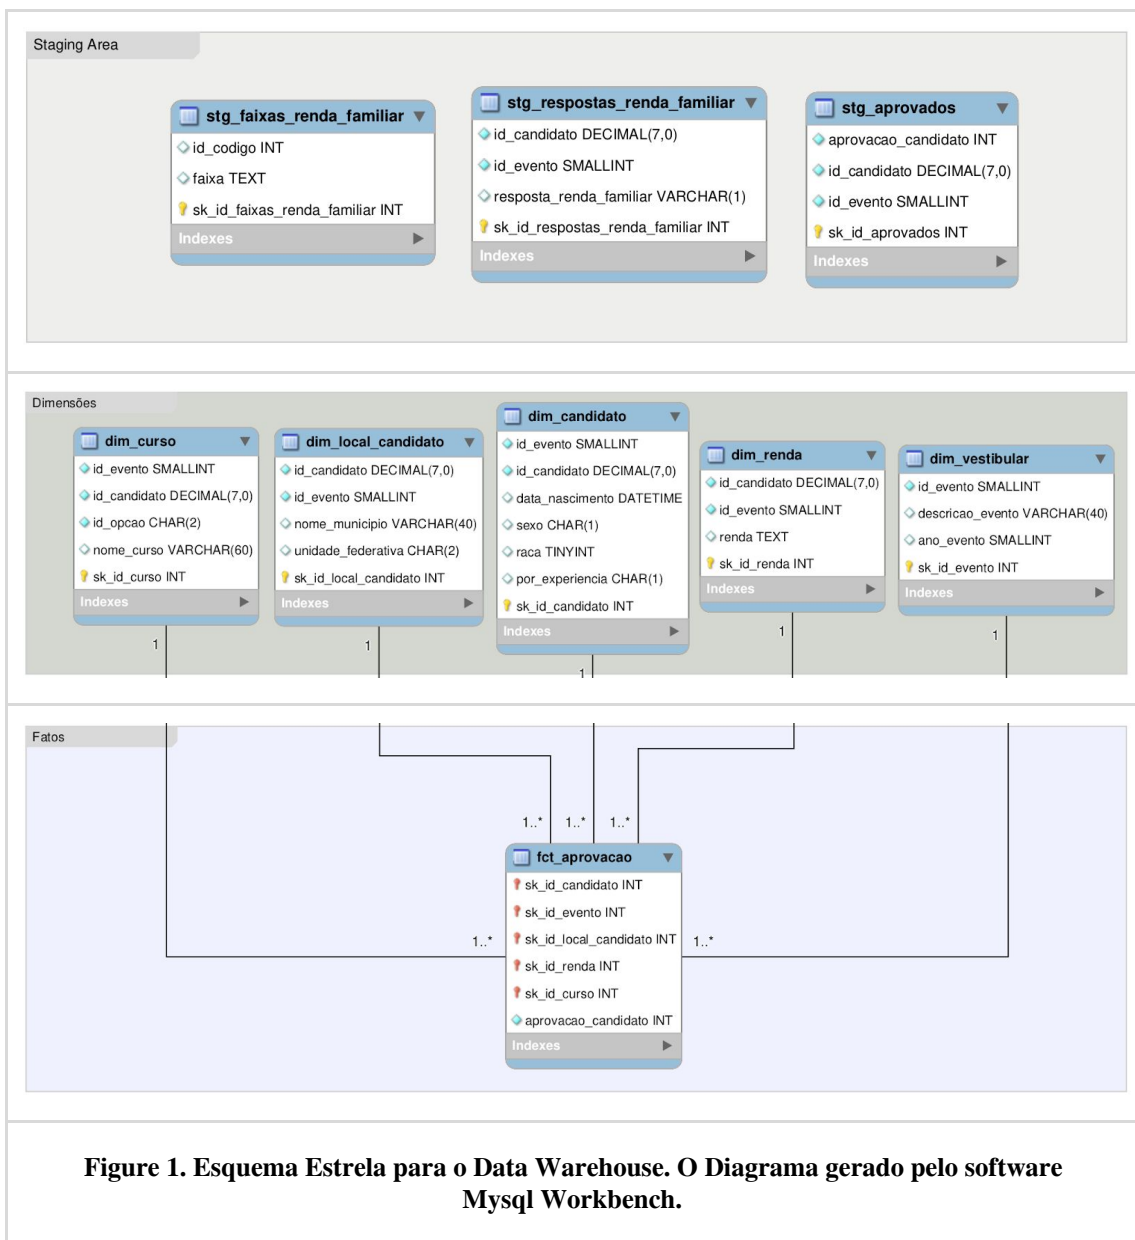 Staging Area
stg_faixas_renda_familiar
id_codigo INT
faixa TEXT
sk_id_faixas_renda_familiar INT
Indexes
stg_respostas_renda_familiar
id_candidato DECIMAL(7,0)
id_evento SMALLINT
resposta_renda_familiar VARCHAR(1)
sk_id_respostas_renda_familiar INT
Indexes
stg_aprovados
aprovacao_candidato INT
id_candidato DECIMAL(7,0)
id_evento SMALLINT
sk_id_aprovados INT
Indexes
Dimensões
dim_curso
id_evento SMALLINT
id_candidato DECIMAL(7,0)
id_opcao CHAR(2)
nome_curso VARCHAR(60)
sk_id_curso INT
Indexes
1
dim_local_candidato
id_candidato DECIMAL(7,0)
id_evento SMALLINT
nome_municipio VARCHAR(40)
unidade_federativa CHAR(2)
sk_id_local_candidato INT
Indexes
1
dim_candidato
id_evento SMALLINT
id_candidato DECIMAL(7,0)
data_nascimento DATETIME
sexo CHAR(1)
raca TINYINT
por_experiencia CHAR(1)
sk_id_candidato INT
Indexes
1
dim_renda
id_candidato DECIMAL(7,0)
id_evento SMALLINT
renda TEXT
sk_id_renda INT
Indexes
1
dim_vestibular
id_evento SMALLINT
descricao_evento VARCHAR(40)
ano_evento SMALLINT
sk_id_evento INT
Indexes
1
Fatos
1..* 1..* 1..*
fct_aprovacao
sk_id_candidato INT
sk_id_evento INT
1..* sk_id_local_candidato INT 1..*
sk_id_renda INT
sk_id_curso INT
aprovacao_candidato INT
Indexes
Figure 1. Esquema Estrela para o Data Warehouse. O Diagrama gerado pelo software
Mysql Workbench.